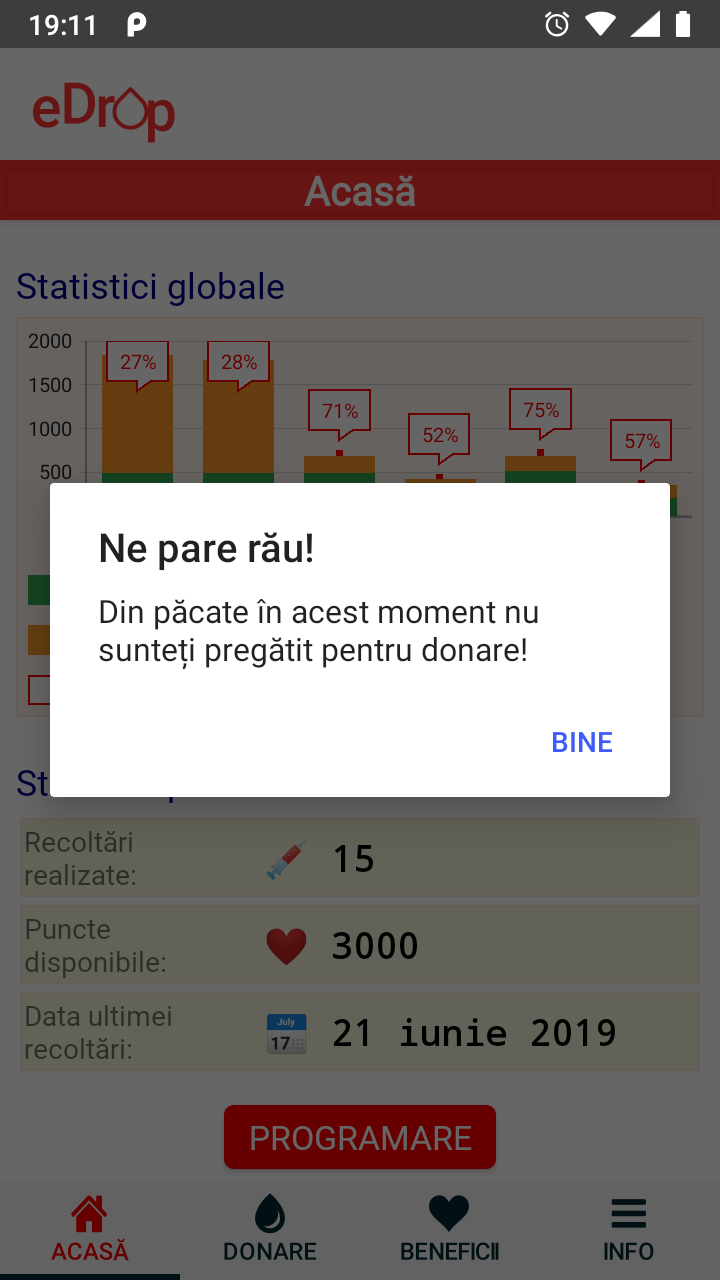 19:11
eDrop
Acasă
Statistici globale
2000
1500
1000
500
27%
28%
71%
52%
75%
57%
Ne pare rău!
Din păcate în acest moment nu
sunteți pregătit pentru donare!
BINE
Recoltări
realizate:
15
Puncte
disponibile:
3000
Data ultimei
recoltări:
July
17
21 iunie 2019
PROGRAMARE
ACASĂ
DONARE
BENEFICII
INFO